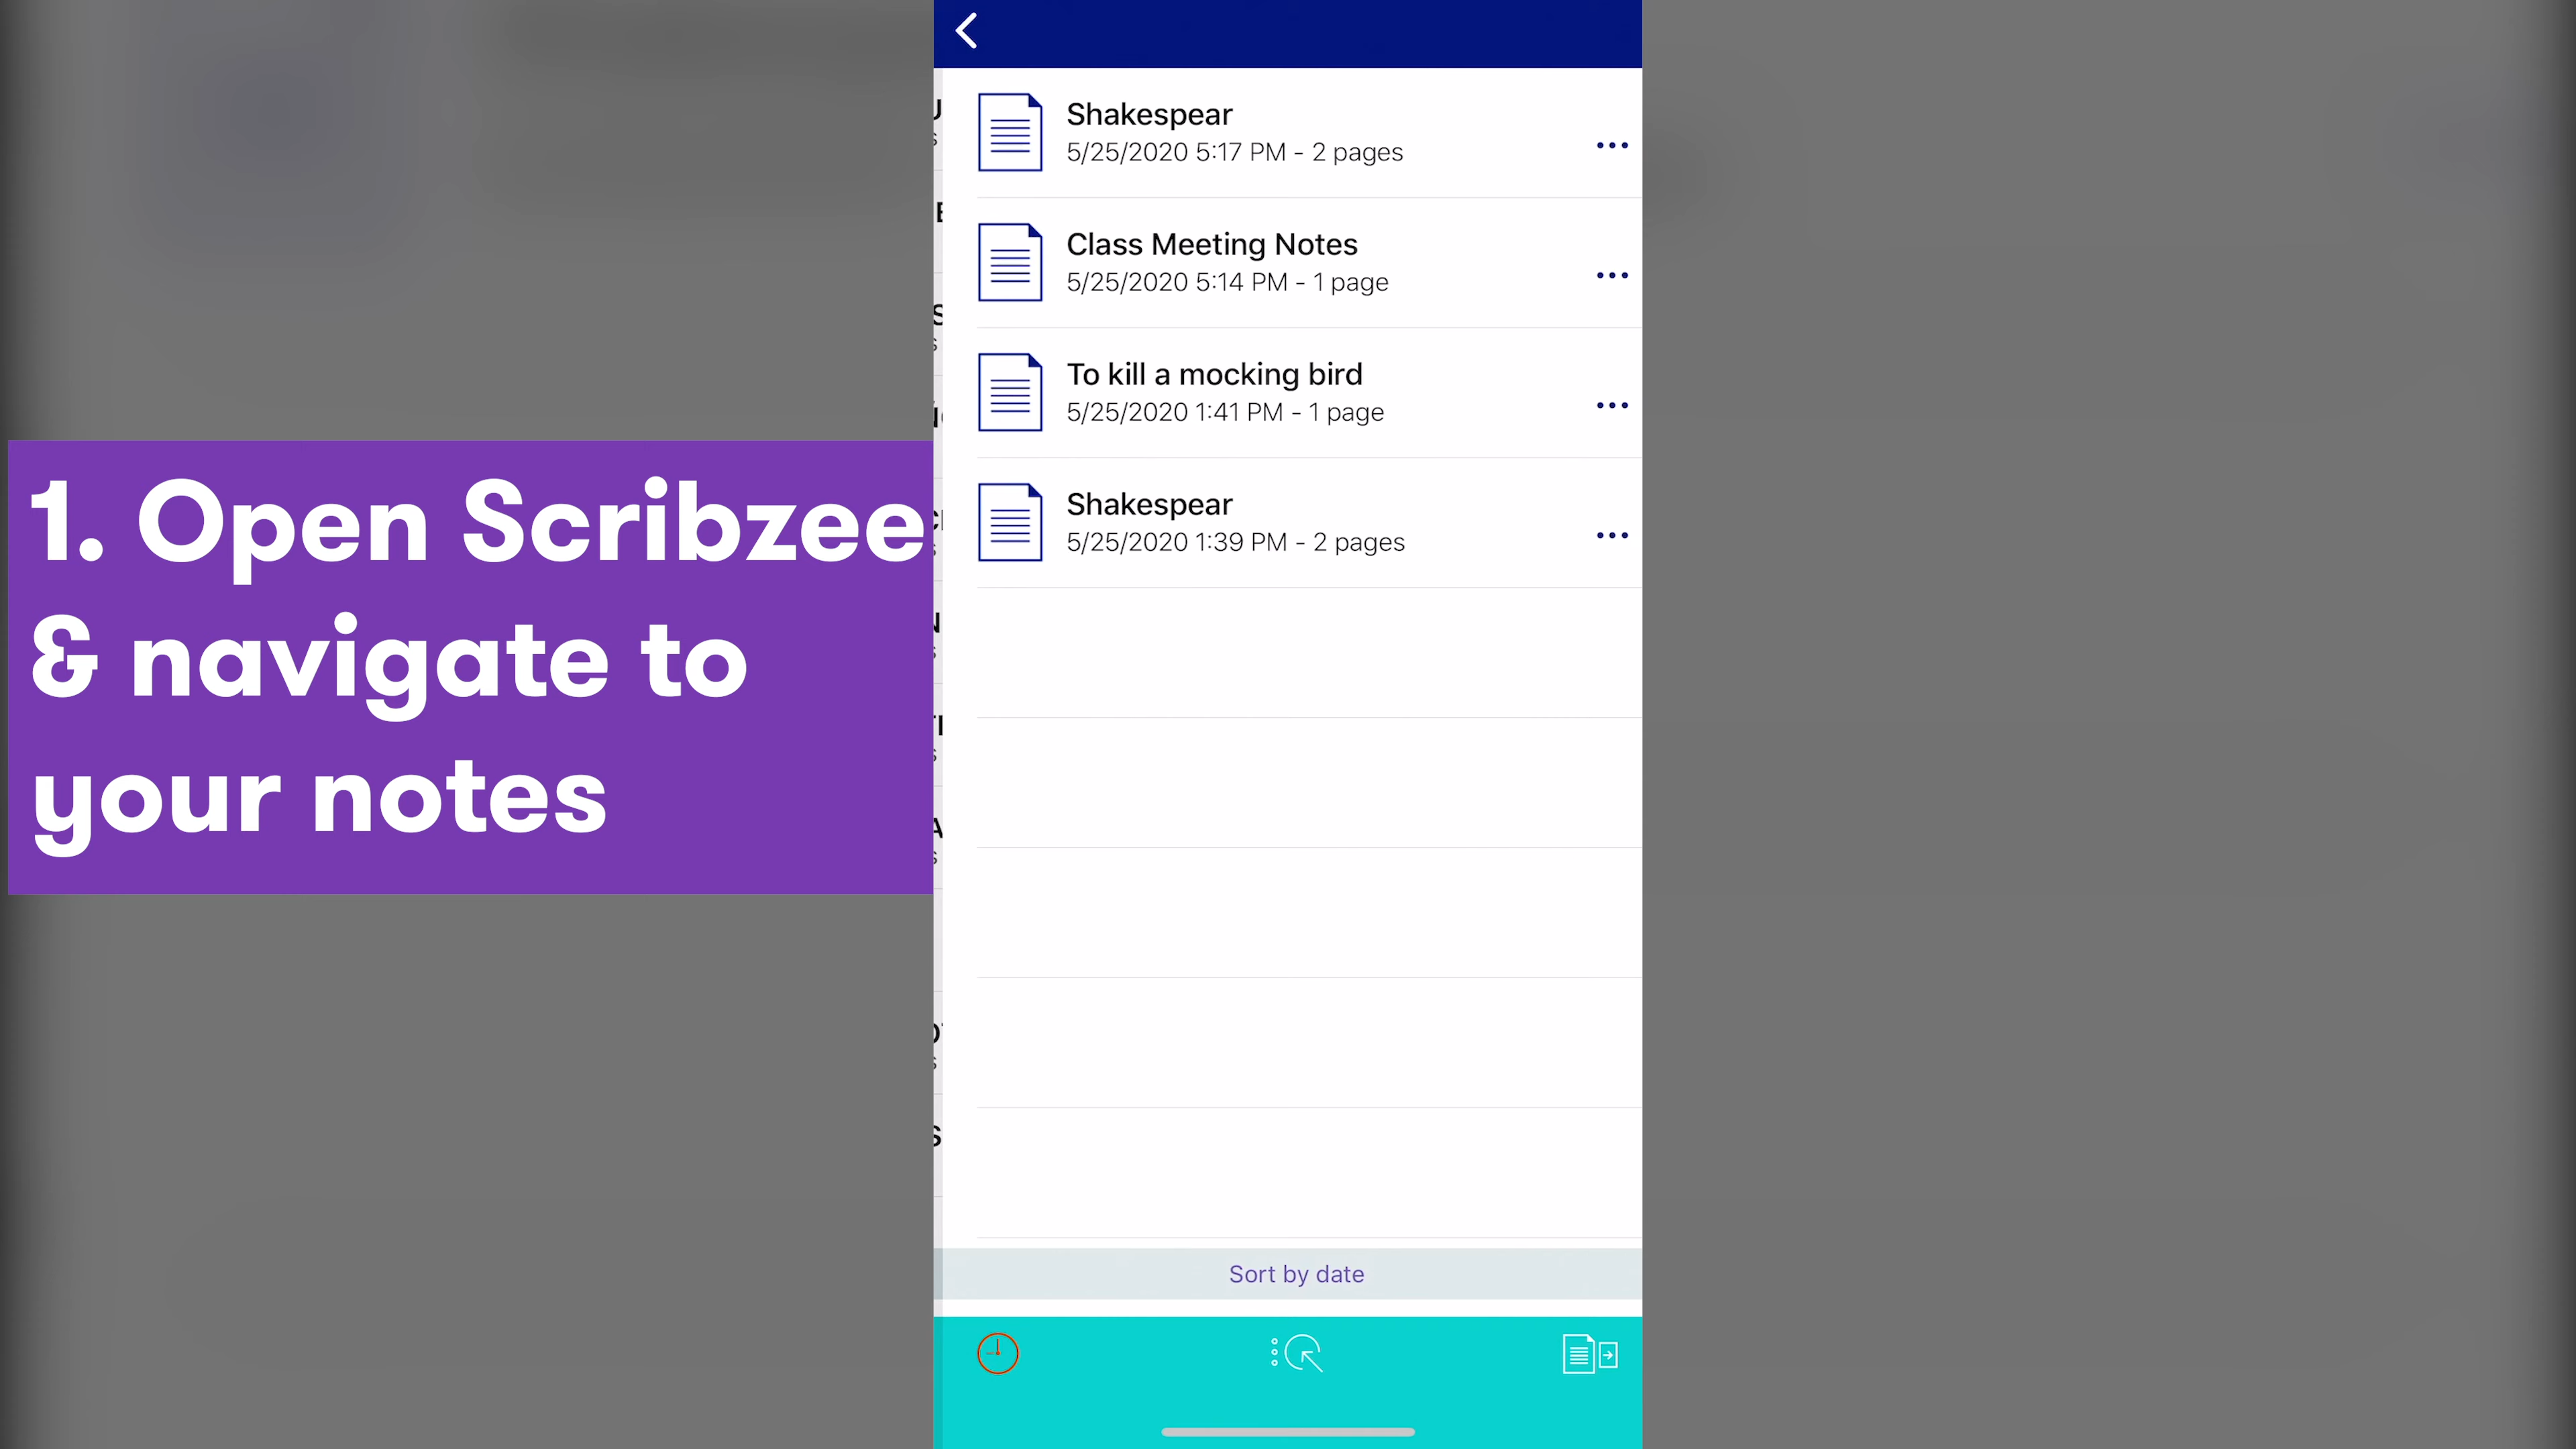 1. Open Scribzee
& navigate to
your notes
Shakespear
5/25/2020 5:17 PM - 2 pages
Class Meeting Notes
5/25/2020 5:14 PM - 1 page
To kill a mocking bird
5/25/2020 1:41 PM - 1 page
Shakespear
5/25/2020 1:39 PM - 2 pages
Sort by date